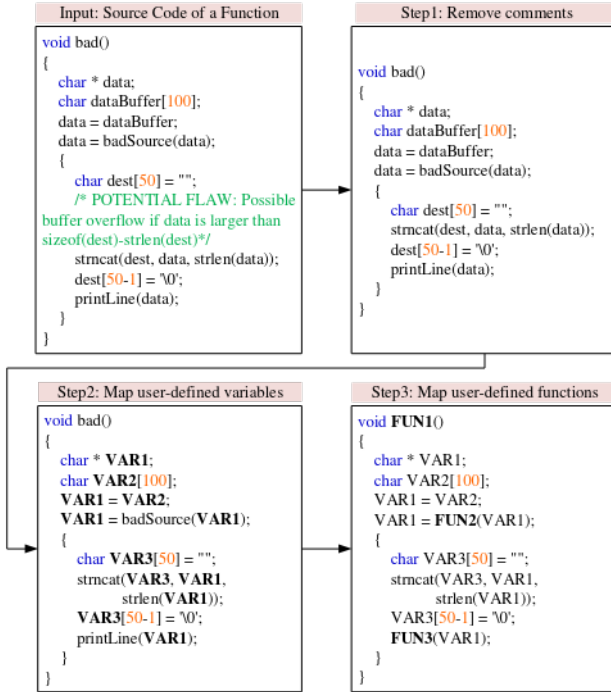 Input: Source Code of a Function
void bad()
{
char * data;
char dataBuffer[100];
data = dataBuffer;
data = badSource(data);
{
char dest[50] = "";
/* POTENTIAL FLAW: Possible
buffer overflow if data is larger than
sizeof(dest)-strlen(dest)*/
strncat(dest, data, strlen(data));
dest[50-1] = '\0';
printLine(data);
}
}
Step1: Remove comments
void bad()
{
char * data;
char dataBuffer[100];
data = dataBuffer;
data = badSource(data);
{
char dest[50] = "";
strncat(dest, data, strlen(data));
dest[50-1] = '\0';
printLine(data);
}
}
Step2: Map user-defined variables
void bad()
{
char * VAR1;
char VAR2[100];
VAR1 = VAR2;
VAR1 = badSource(VAR1);
{
char VAR3[50] = "";
strncat(VAR3, VAR1,
strlen(VAR1));
VAR3[50-1] = '\0';
printLine(VAR1);
}
}
Step3: Map user-defined functions
void FUN1()
{
char * VAR1;
char VAR2[100];
VAR1 = VAR2;
VAR1 = FUN2(VAR1);
{
char VAR3[50] = "";
strncat(VAR3, VAR1,
strlen(VAR1));
VAR3[50-1] = '\0';
FUN3(VAR1);
}
}